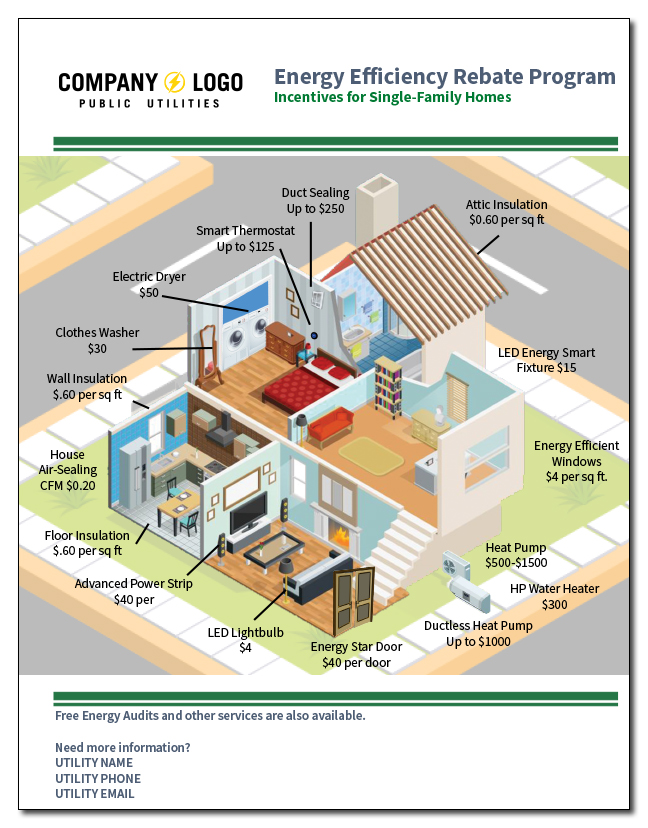 COMPANY LOGO
PUBLIC UTILITIES
Energy Efficiency Rebate Program
Incentives for Single-Family Homes
Duct Sealing
Up to $250
Attic Insulation
$0.60 per sq ft
Smart Thermostat
Up to $125
Electric Dryer
$50
Clothes Washer
$30
LED Energy Smart
Fixture $15
Wall Insulation
$.60 per sq ft
House
Air-Sealing
CFM $0.20
Energy Efficient
Windows
$4 per sq ft.
Floor Insulation
$.60 per sq ft
Heat Pump
$500-$1500
Advanced Power Strip
$40 per
HP Water Heater
$300
LED Lightbulb
$4
Ductless Heat Pump
Up to $1000
Energy Star Door
$40 per door
Free Energy Audits and other services are also available.
Need more information?
UTILITY NAME
UTILITY PHONE
UTILITY EMAIL